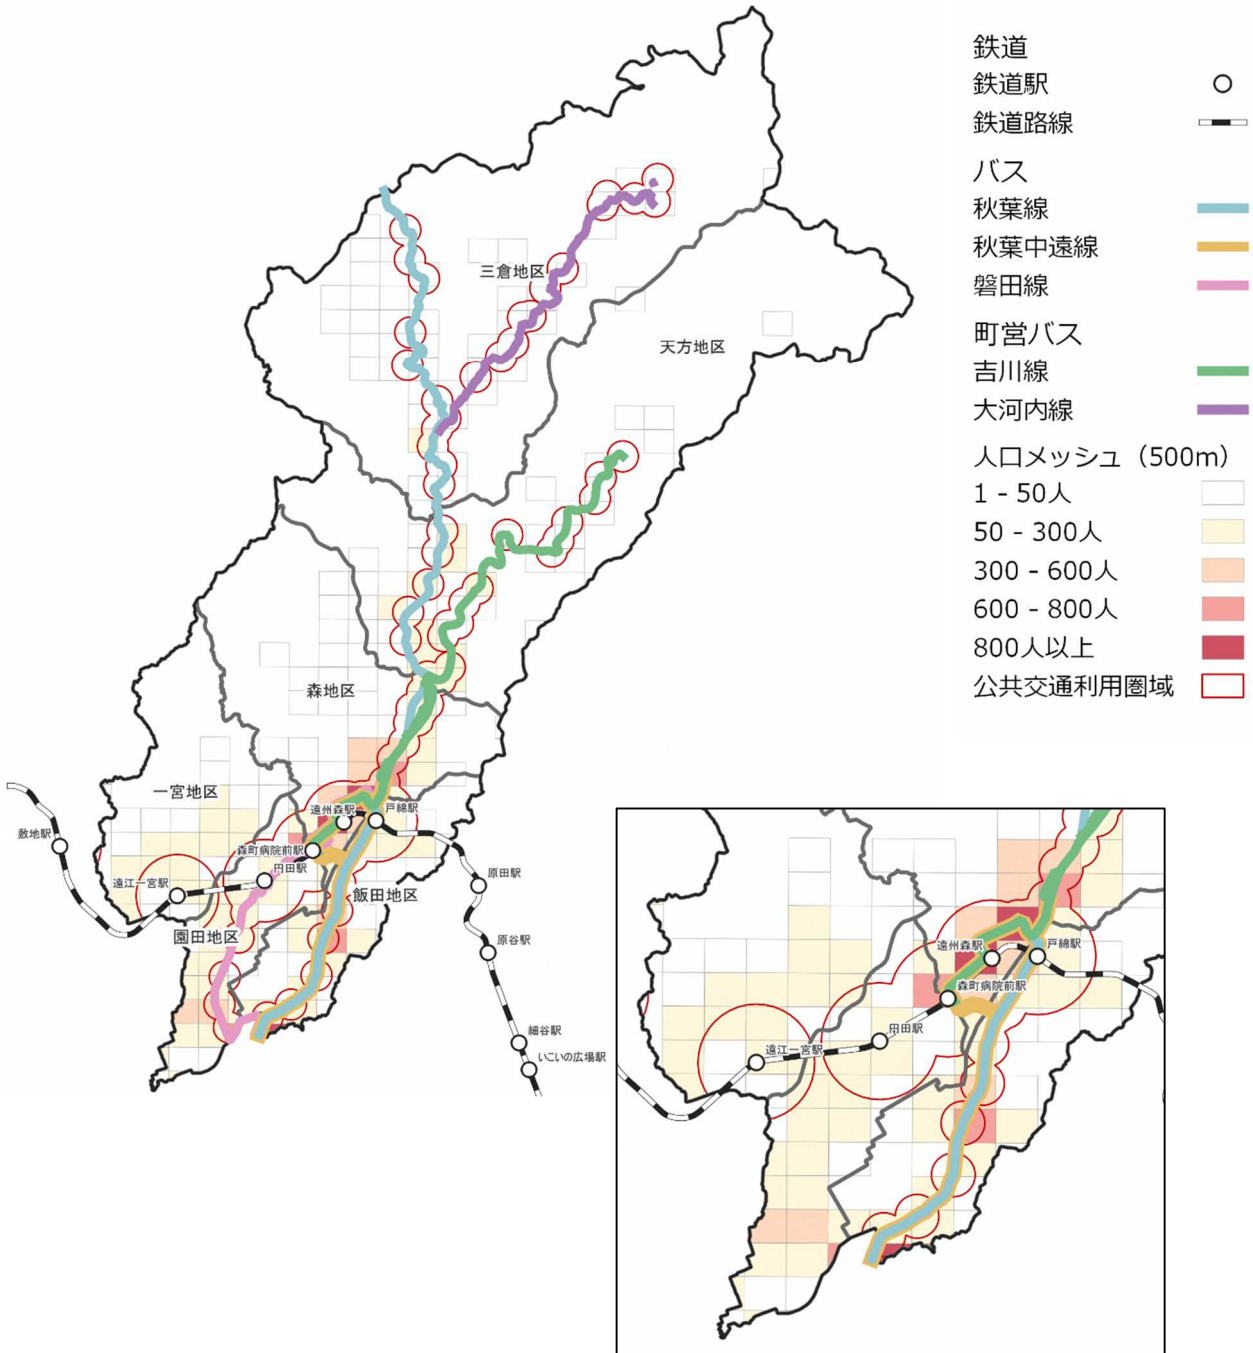 鉄道
鉄道駅
鉄道路線
バス
秋葉線
秋葉中遠線
磐田線
町営バス
吉川線
大河内線
人口メッシュ（500m）
1 - 50人
50 - 300人
300 - 600人
600 - 800人
800人以上
公共交通利用圏域
三倉地区
天方地区
森地区
一宮地区
遠州森駅
戸綿駅
敷地駅
森町病院前駅
円田駅
遠江一宮駅
原田駅
飯田地区
園田地区
原谷駅
細谷駅
いこいの広場駅
遠州森駅
戸綿駅
森町病院前駅
円田駅
遠江一宮駅